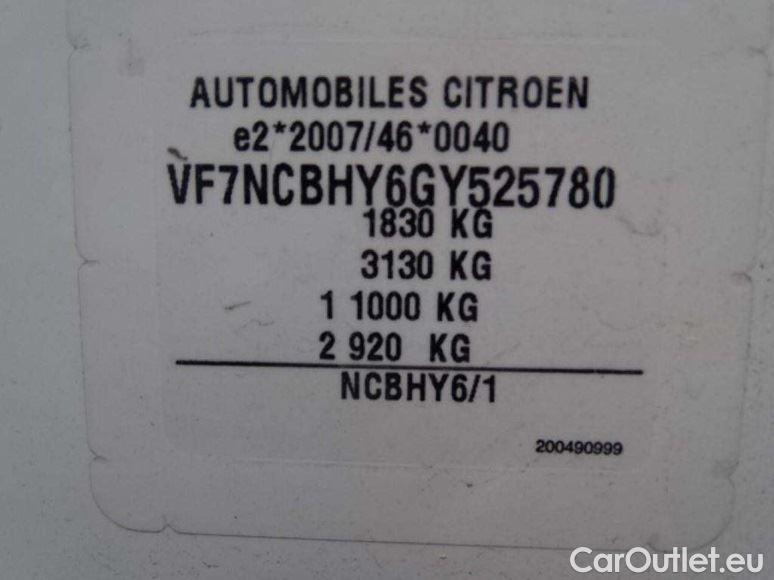 AUTOMOBILES CITROEN
e2*2007/46*0040
VF7NCBHY6GY525780
1830 KG
3130 KG
1 1000 KG
2 920 KG
NCBHY6/1
200490999
CarOutlet.eu